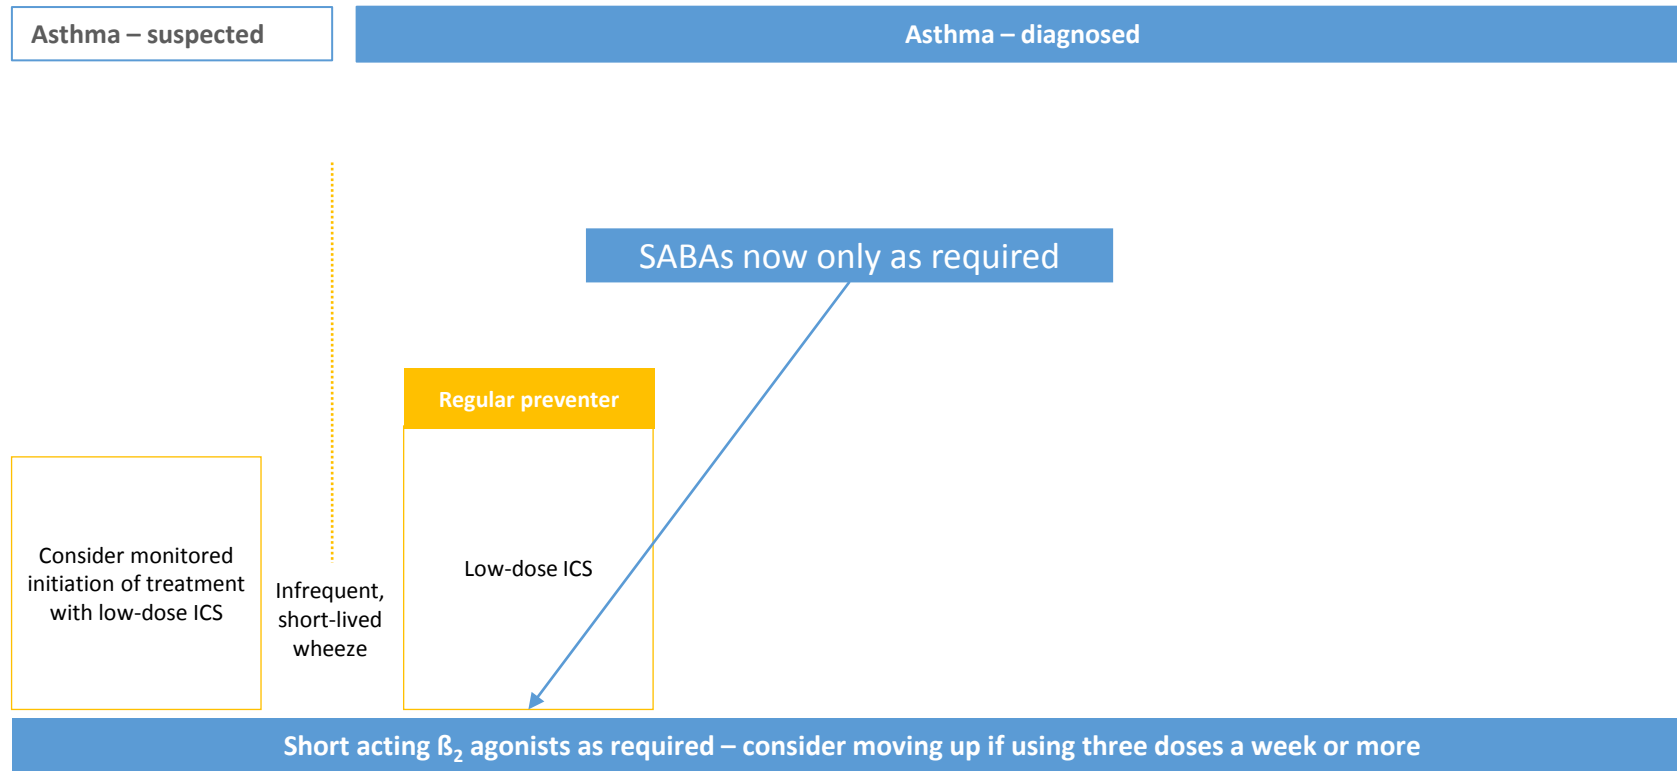 Asthma – suspected
Asthma – diagnosed
SABAs now only as required
Regular preventer
Consider monitored
initiation of treatment
with low-dose ICS
Infrequent,
short-lived
wheeze
Low-dose ICS
Short acting ß₂ agonists as required – consider moving up if using three doses a week or more